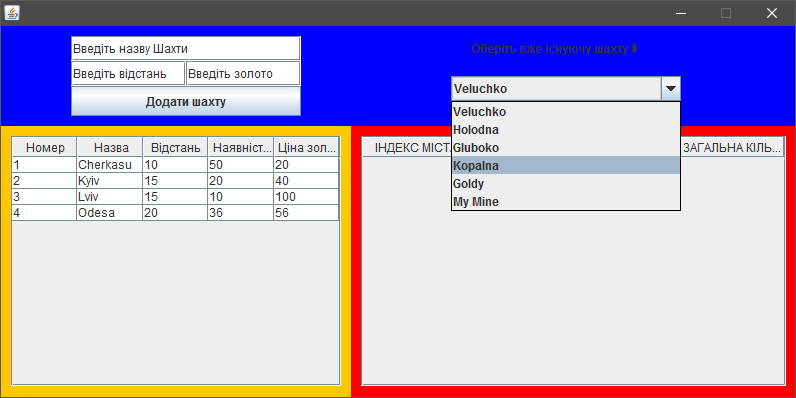 Введіть назву Шахти
Введіть відстань Введіть золото
Додати шахту
Оберіть вже існуючу шахту⬇
Veluchko
Veluchko
Holodna
Gluboko
Kopalna
Goldy
My Mine
Номер Назва Відстань Наявніст... Ціна зол...
1 Cherkasu 10 50 20
2 Kyiv 15 20 40
3 Lviv 15 10 100
4 Odesa 20 36 56
ІНДЕКС МІСТ ЗАГАЛЬНА КІЛЬ...